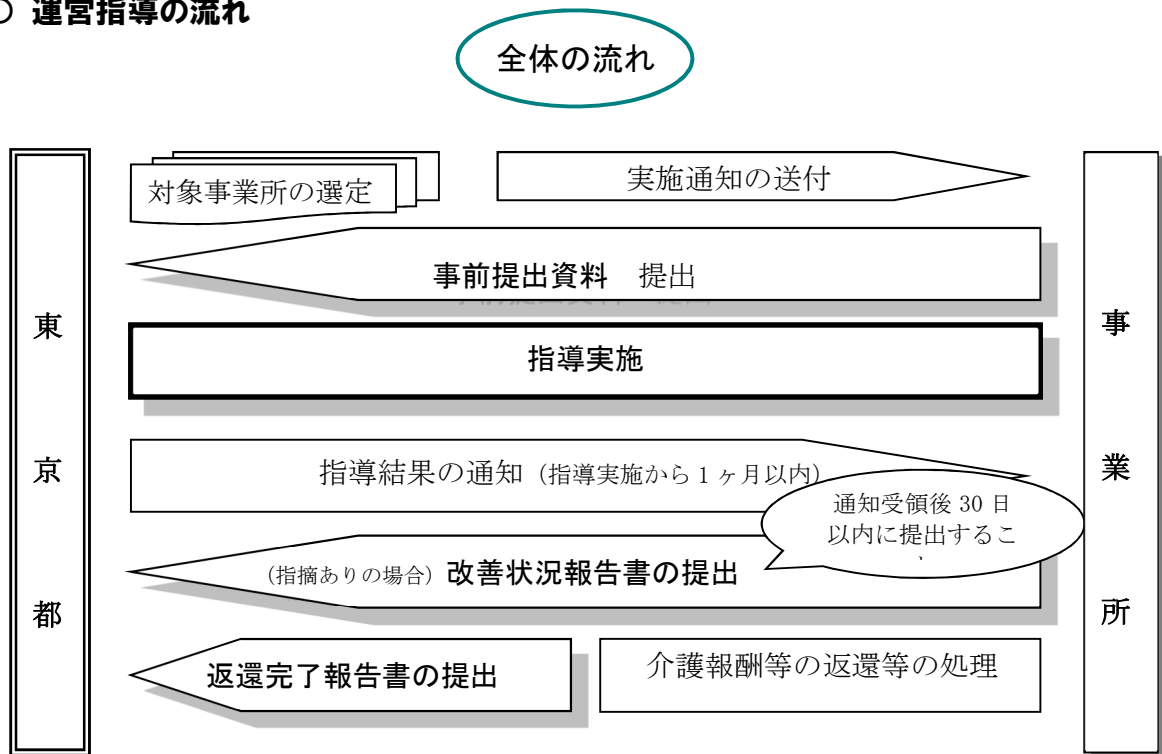 ○ 運営指導の流れ
全体の流れ
東京都
事業所
対象事業所の選定
実施通知の送付
事前提出資料　提出
指導実施
指導結果の通知（指導実施から１ヶ月以内）
通知受領後 30 日
以内に提出するこ
（指摘ありの場合）改善状況報告書の提出
返還完了報告書の提出
介護報酬等の返還等の処理